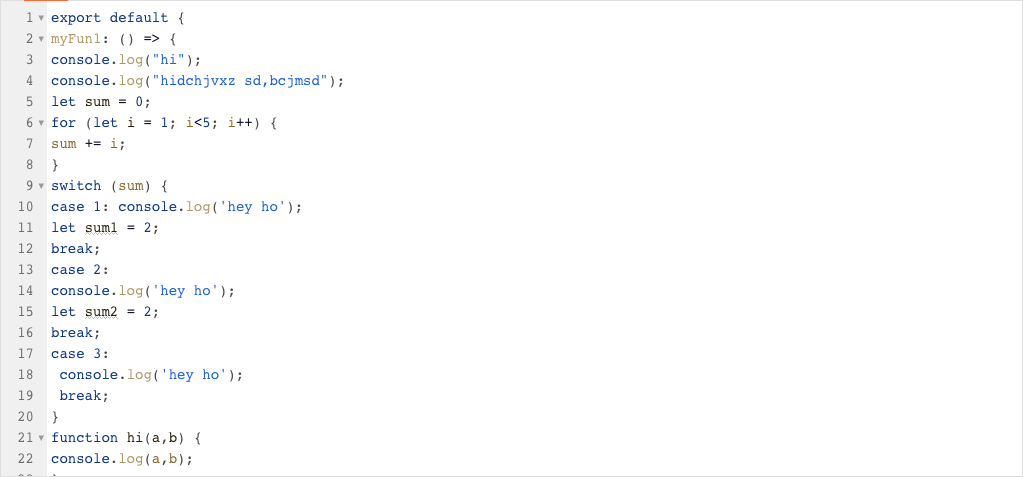 1 export default {
2 myFun1: () => {
3 console.log("hi");
4 console.log("hidchjvxz sd,bcjmsd");
5 let sum = 0;
6 for (let i = 1; i<5; i++) {
7 sum += i;
8 }
9 switch (sum) {
10 case 1: console.log('hey ho');
11 let sum1 = 2;
12 break;
13 case 2:
14 console.log('hey ho');
15 let sum2 = 2;
16 break;
17 case 3:
18  console.log('hey ho');
19  break;
20 }
21 function hi(a,b) {
22 console.log(a,b);